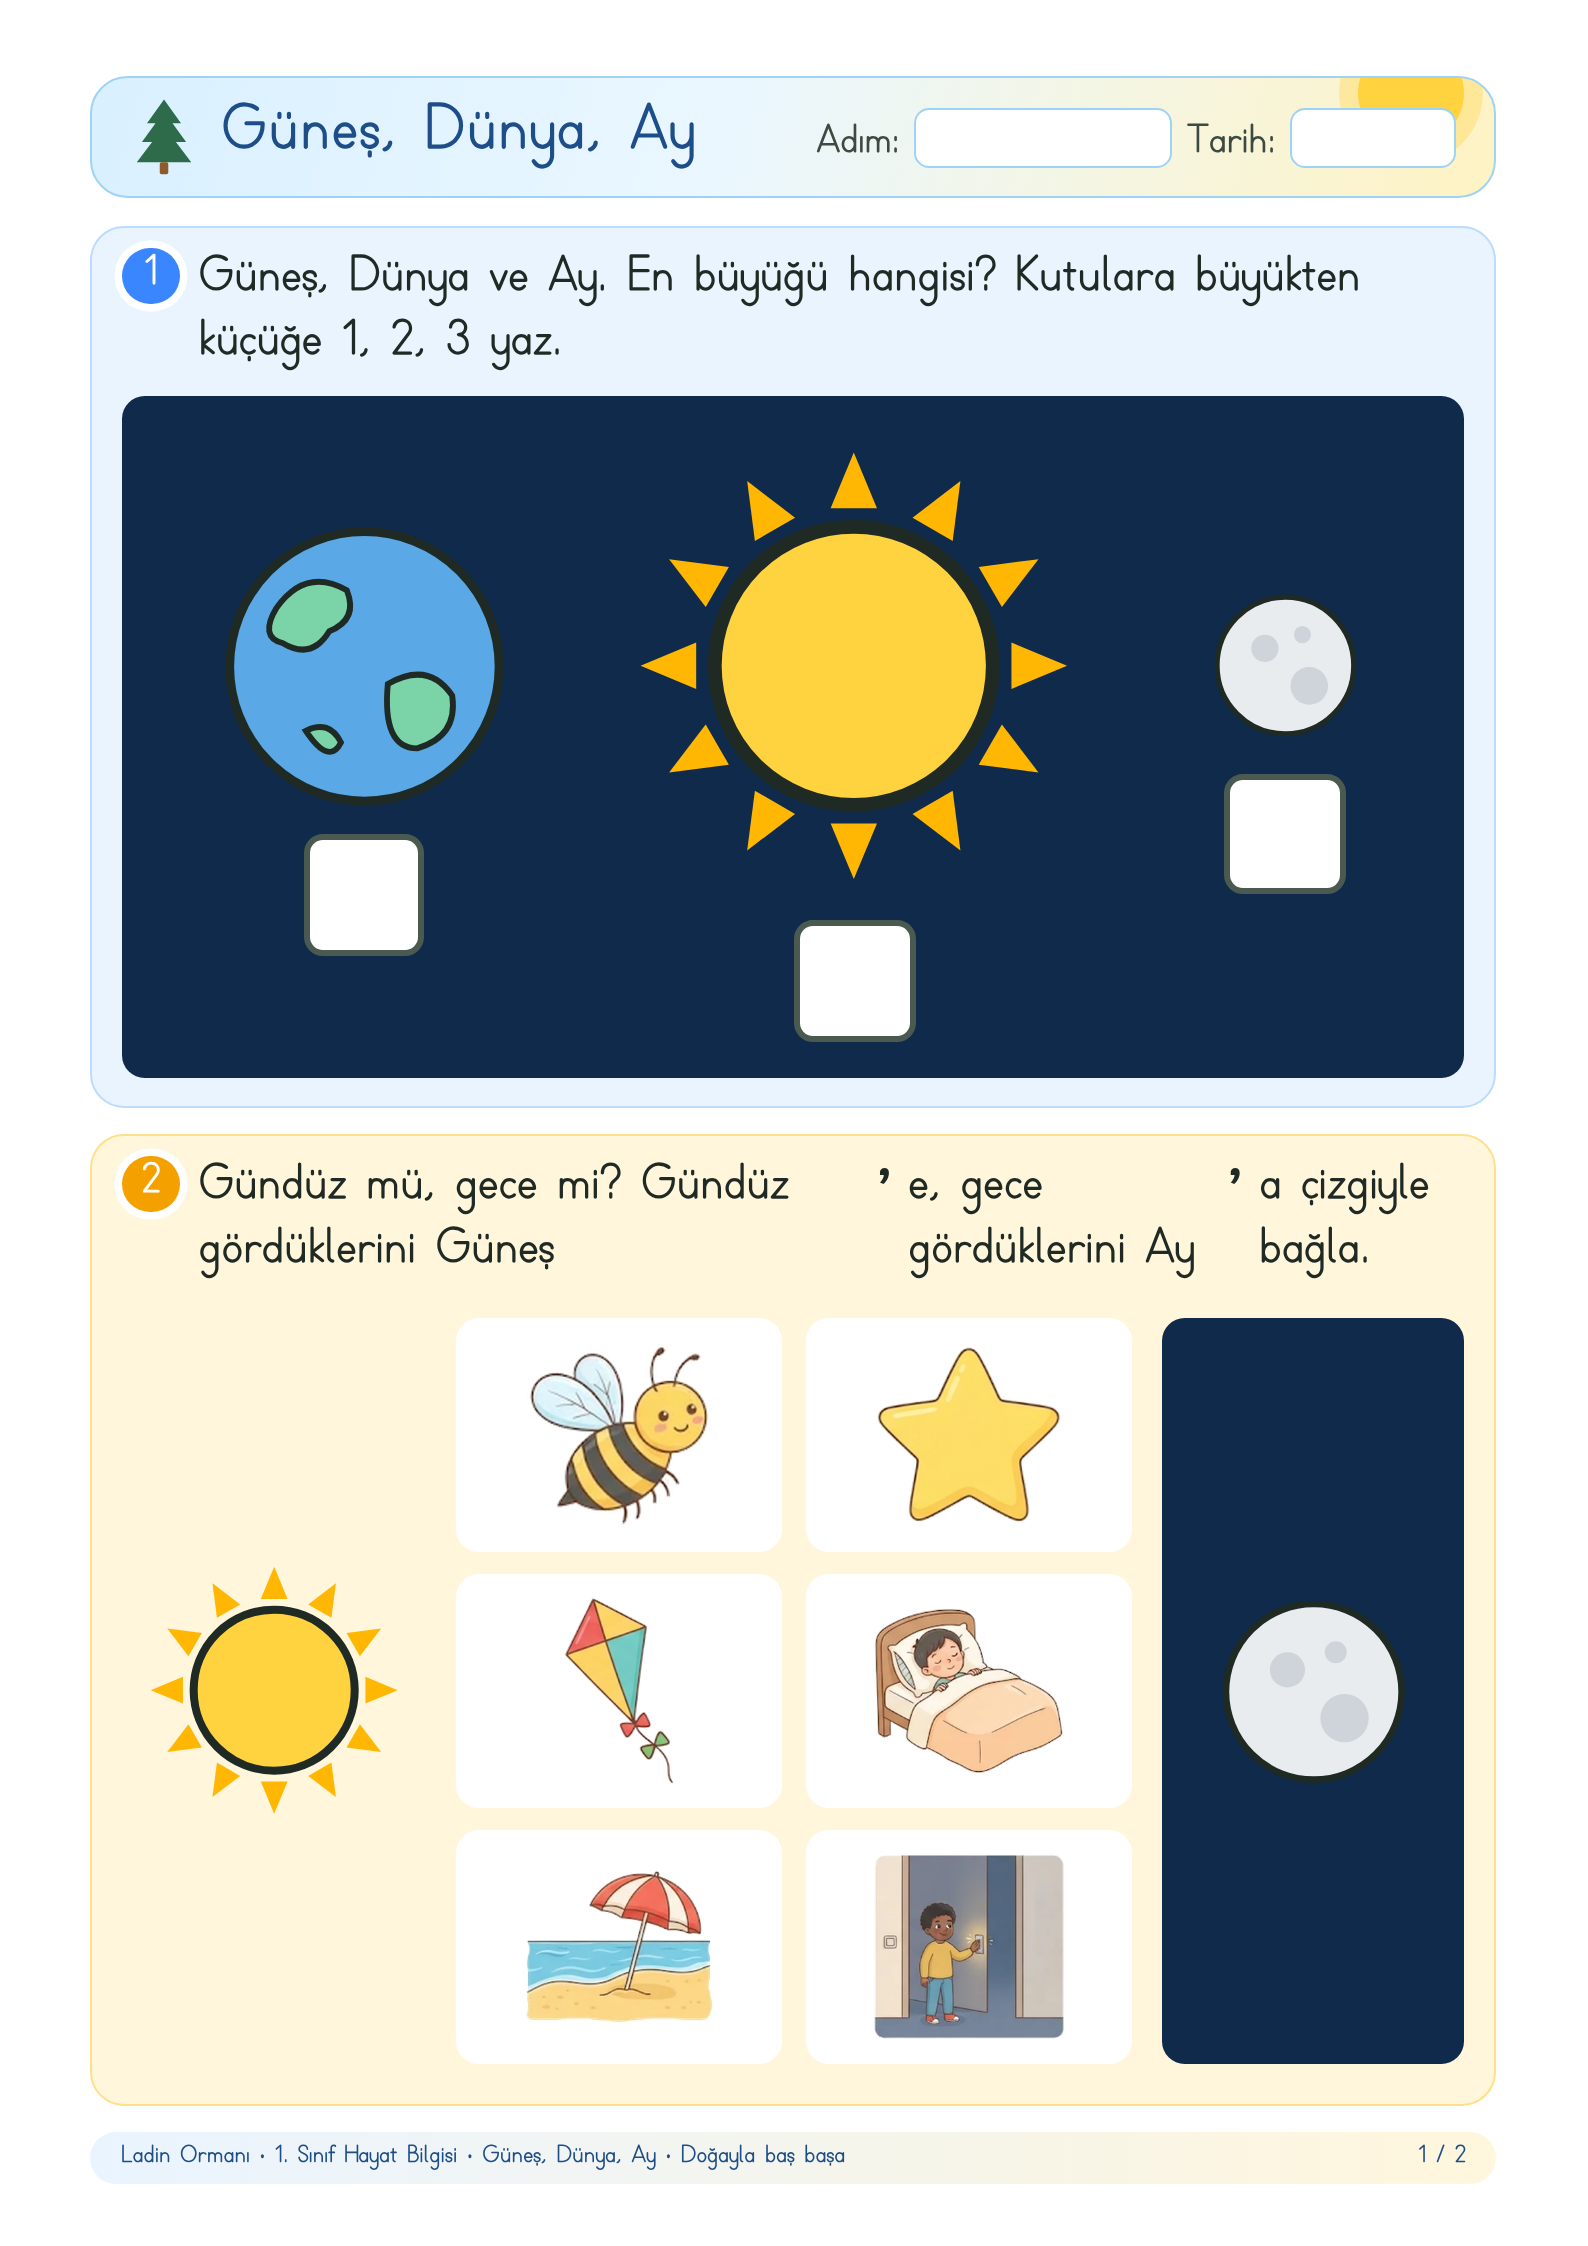 Güneş, Dünya, Ay
Adım:
Tarih:
1
Güneş, Dünya ve Ay. En büyüğü hangisi? Kutulara büyükten
küçüğe 1, 2, 3 yaz.
2
Gündüz mü, gece mi? Gündüz
gördüklerini Güneş
’
e, gece
gördüklerini Ay
’
a çizgiyle
bağla.
Ladin Ormanı • 1. Sınıf Hayat Bilgisi • Güneş, Dünya, Ay • Doğayla baş başa
1 / 2